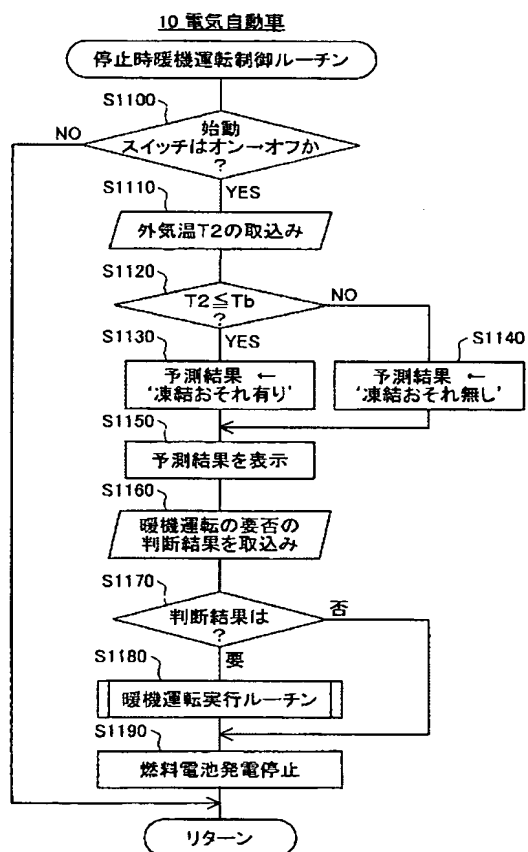 10 電気自動車
停止時暖機運転制御ルーチン
S1100
NO
始動
スイッチはオン→オフか
?
S1110
YES
外気温T2の取込み
S1120
T2≦Tb
?
NO
S1130
YES
S1140
予測結果 ←
‘凍結おそれ有り’
予測結果 ←
‘凍結おそれ無し’
S1150
予測結果を表示
S1160
暖機運転の要否の
判断結果を取込み
S1170
判断結果は
?
否
S1180
要
暖機運転実行ルーチン
S1190
燃料電池発電停止
リターン